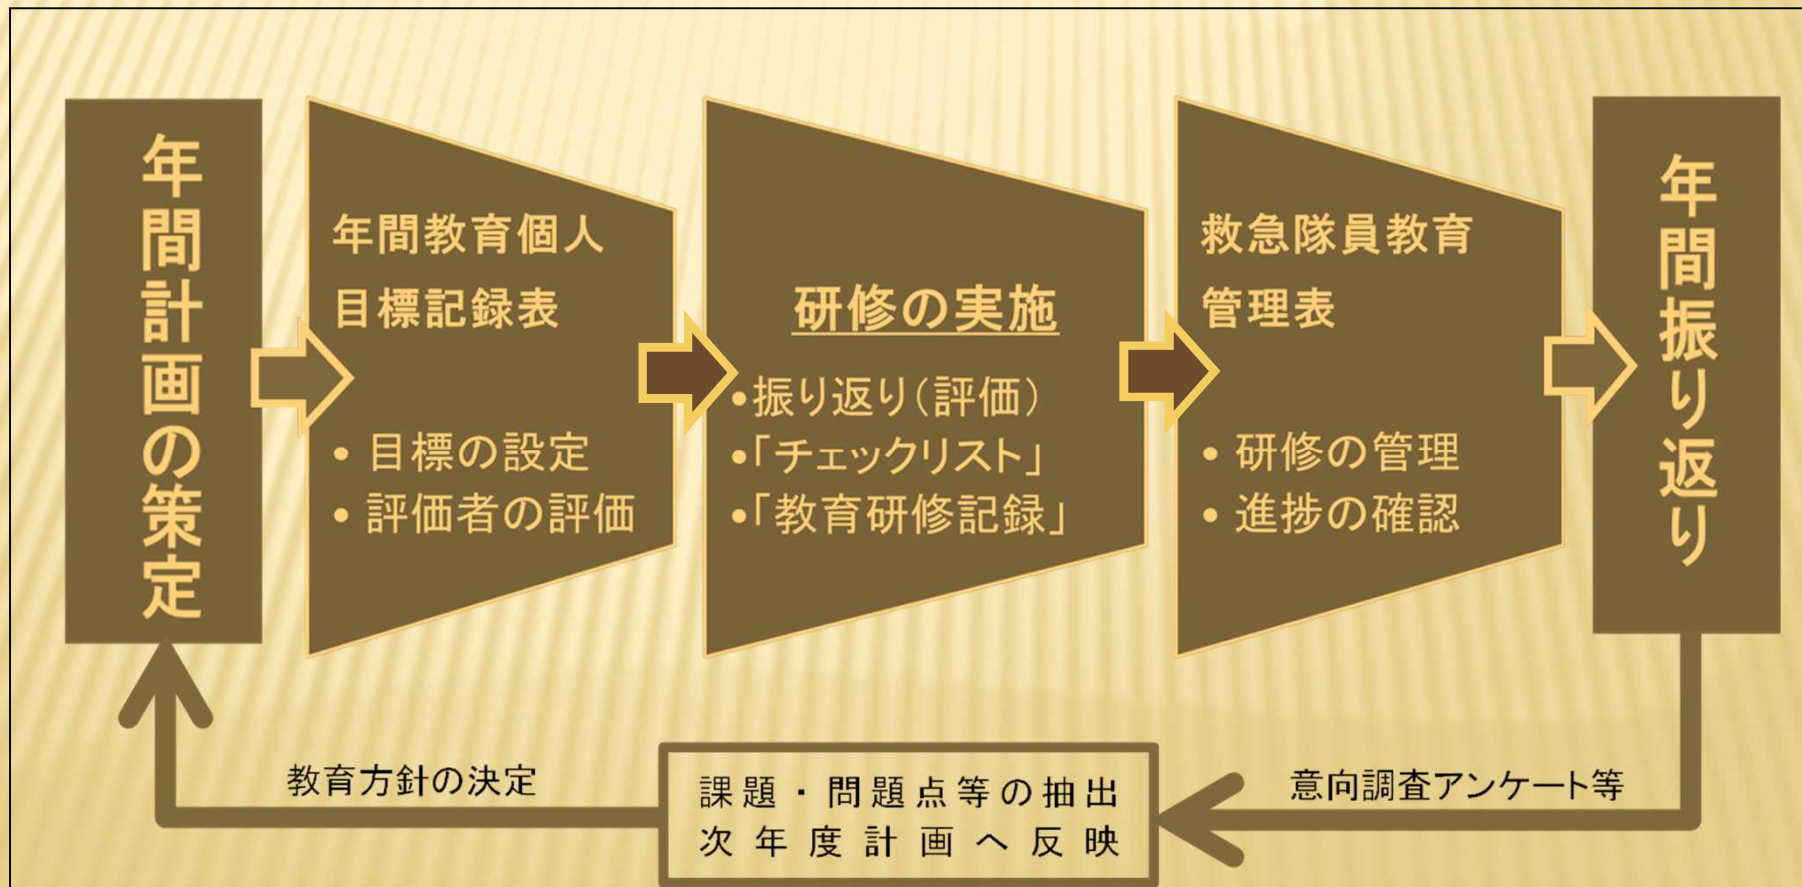 年間計画の策定
年間教育個人
目標記録表
• 目標の設定
• 評価者の評価
研修の実施
•振り返り(評価)
•「チェックリスト」
•「教育研修記録」
救急隊員教育
管理表
• 研修の管理
• 進捗の確認
年間振り返り
教育方針の決定
課題・問題点等の抽出
次年度計画へ反映
意向調査アンケート等